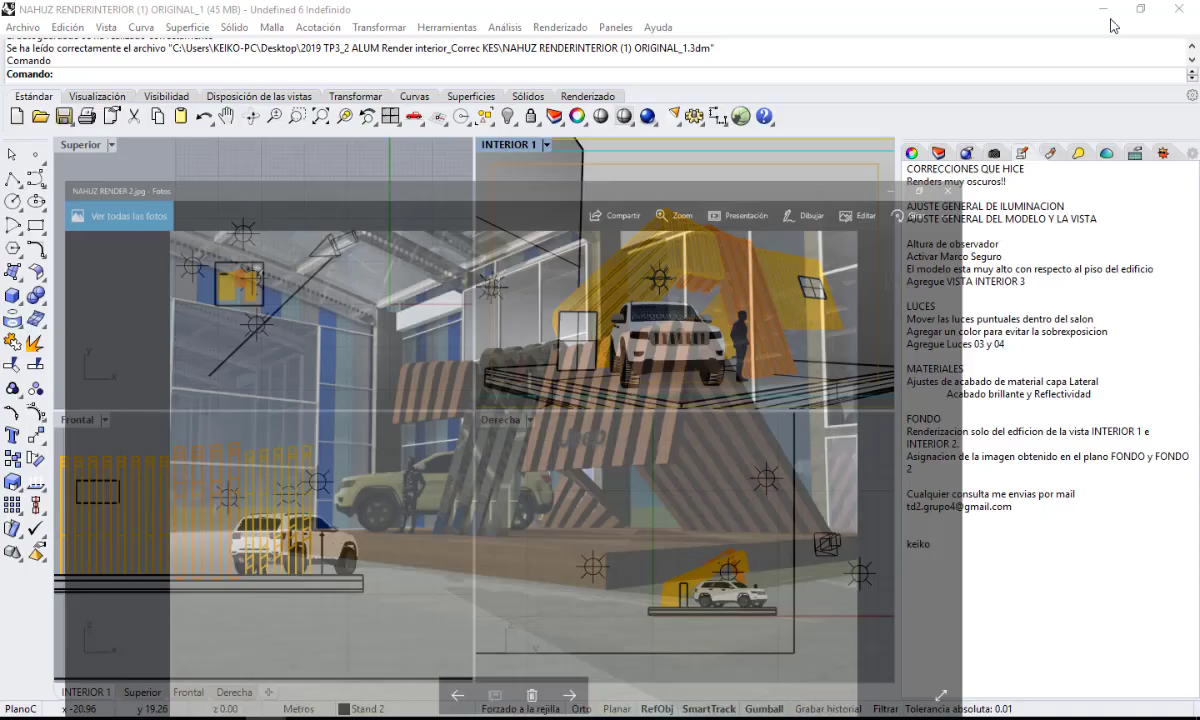 NAHUZ RENDERINTERIOR (1) ORIGINAL_1 (45 MB) - Undefined 6 Indefinido
Archivo Edición Vista Curva Superficie Sólido Malla Acotación Transformar Herramientas Análisis Renderizado Paneles Ayuda
Se ha leído correctamente el archivo "C:\Users\KEIKO-PC\Desktop\2019 TP3_2 ALUM Render interior_Correc KES\NAHUZ RENDERINTERIOR (1) ORIGINAL_1.3dm"
Comando
Comando:
Estándar Visualización Visibilidad Disposición de las vistas Transformar Curvas Superficies Sólidos Renderizado
Superior
INTERIOR 1
NAHUZ RENDER 2.jpg - Fotos
Ver todas las fotos
Compartir Zoom Presentación Dibujar Editar
Frontal
Derecha
CORRECCIONES QUE HICE
Renders muy oscuros!!
AJUSTE GENERAL DE ILUMINACION
AJUSTE GENERAL DEL MODELO Y LA VISTA
Altura de observador
Activar Marco Seguro
El modelo esta muy alto con respecto al piso del edificio
Agregue VISTA INTERIOR 3
LUCES
Mover las luces puntuales dentro del salon
Agregar un color para evitar la sobrexposicion
Agregue Luces 03 y 04
MATERIALES
Ajustes de acabado de material capa Lateral
Acabado brillante y Reflectividad
FONDO
Renderizacion solo del edficion de la vista INTERIOR 1 e
INTERIOR 2.
Asignacion de la imagen obtenido en el plano FONDO y FONDO
2
Cualquier consulta me envias por mail
td2.grupo4@gmail.com
keiko
y
x
z
x
z
y
INTERIOR 1 Superior Frontal Derecha
PlanoC x -20.96 y 19.26 z 0.00 Metros Stand 2 Forzado a la rejilla Orto Planar RefObj SmartTrack Gumball Grabar historial Filtrar Tolerancia absoluta: 0.01